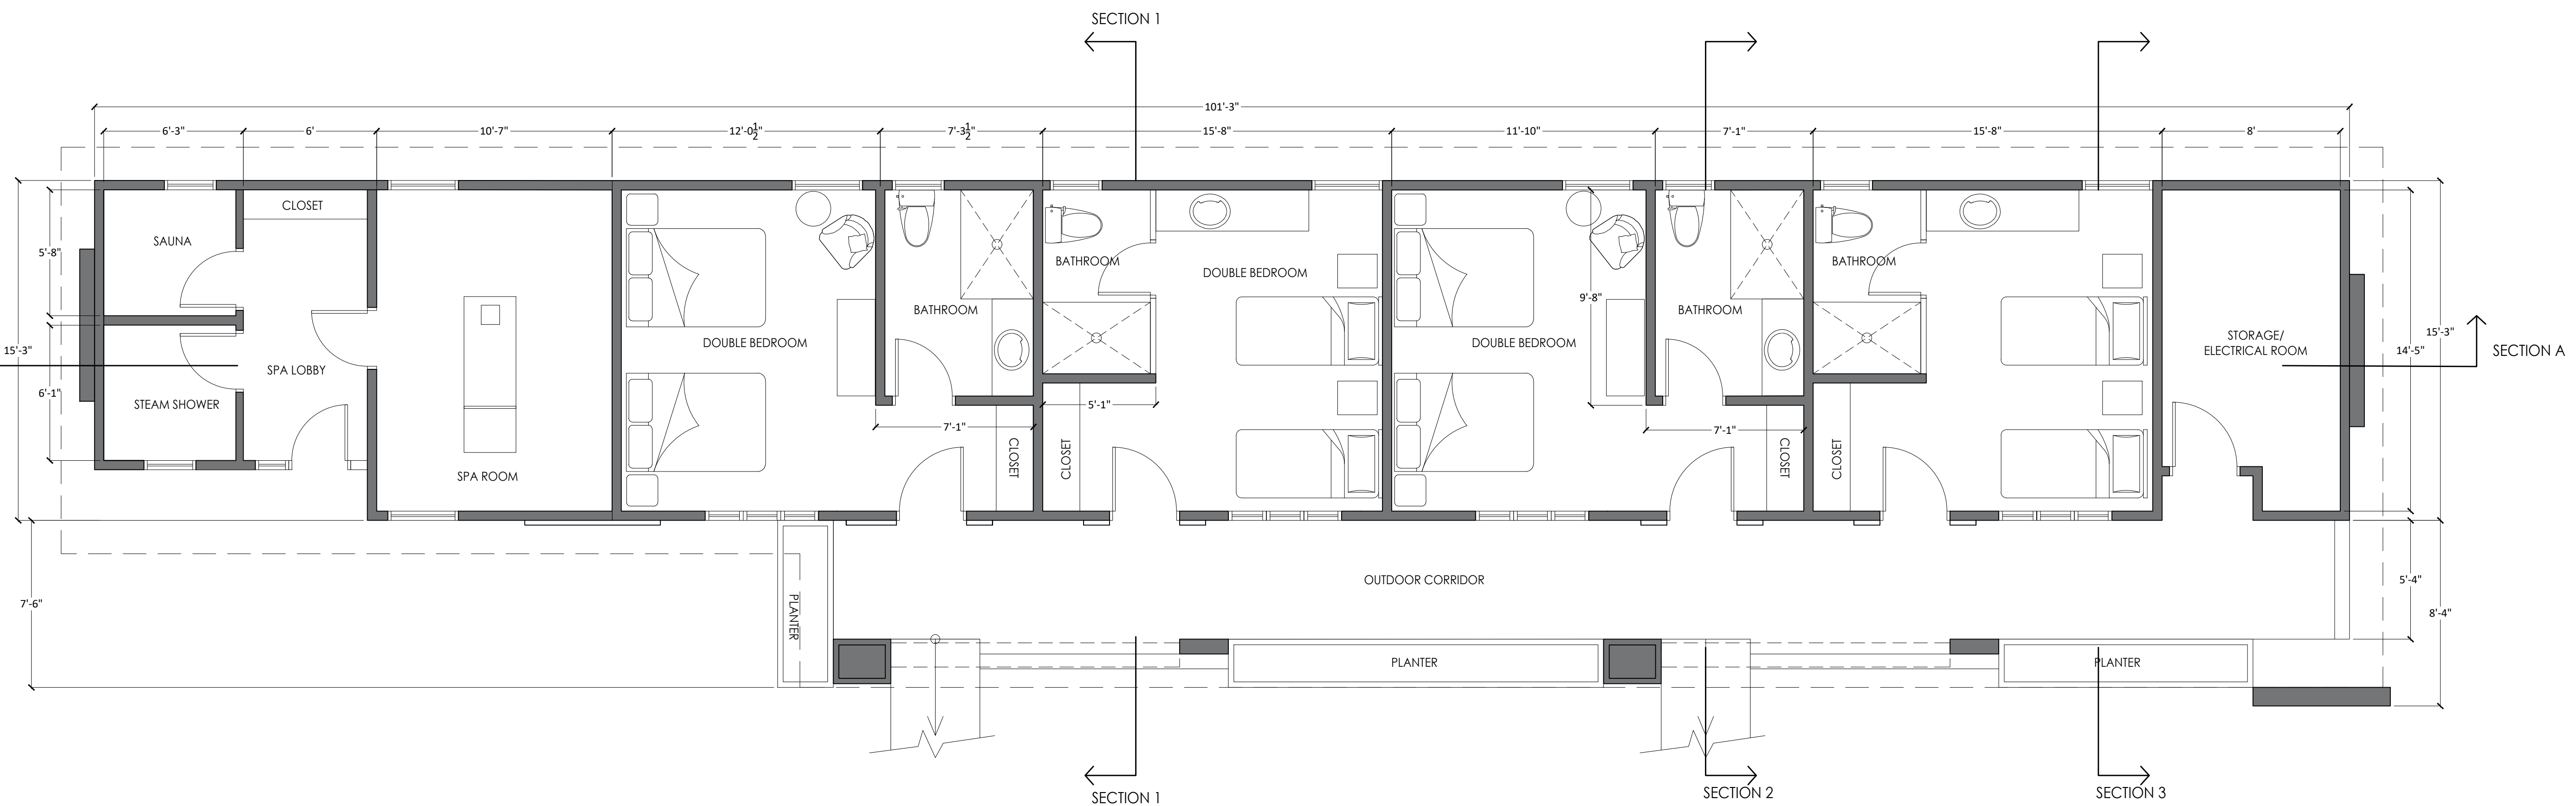 SECTION 1
101'-3"
6'-3"
6'
10'-7"
12'-0 1/2"
7'-3 1/2"
15'-8"
11'-10"
7'-1"
15'-8"
8'
CLOSET
SAUNA
5'-8"
BATHROOM
DOUBLE BEDROOM
BATHROOM
9'-8"
BATHROOM
BATHROOM
15'-3"
DOUBLE BEDROOM
DOUBLE BEDROOM
STORAGE/
ELECTRICAL ROOM
15'-3"
14'-5"
SECTION A
SPA LOBBY
6'-1"
STEAM SHOWER
5'-1"
7'-1"
7'-1"
CLOSET
CLOSET
CLOSET
CLOSET
SPA ROOM
OUTDOOR CORRIDOR
5'-4"
7'-6"
PLANTER
8'-4"
PLANTER
PLANTER
SECTION 1
SECTION 2
SECTION 3